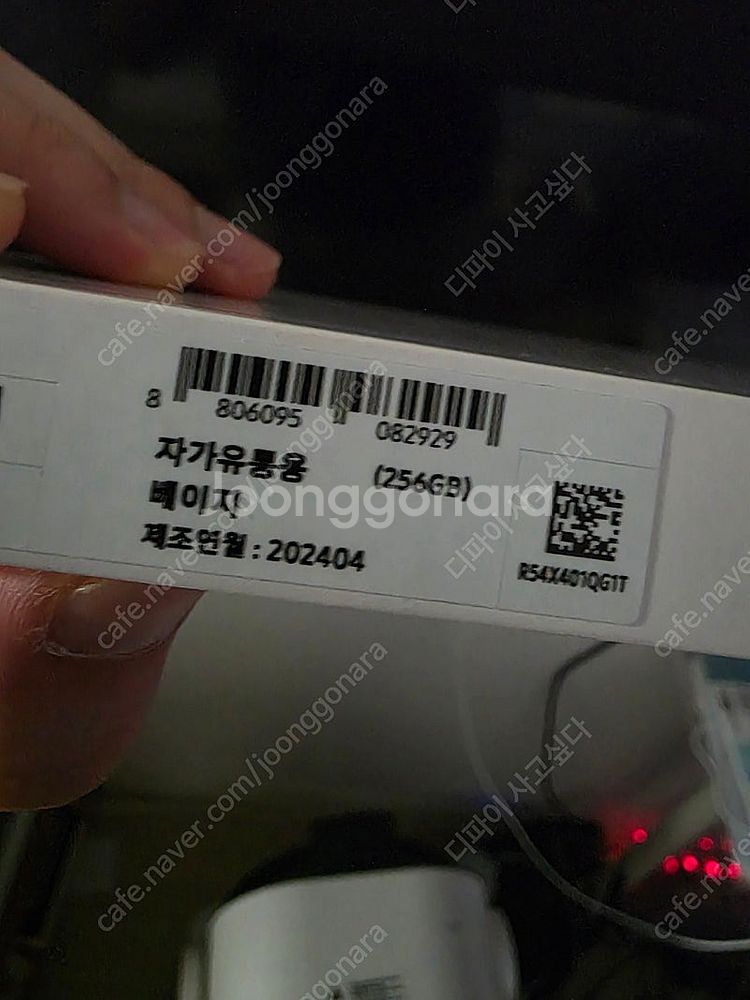 8 806095 082929
자가유통용 (256GB)
베이지
제조연월 : 202404
R54X401QG1T
joonggonara
cafe.naver.com/joonggonara
디파이 사고싶다